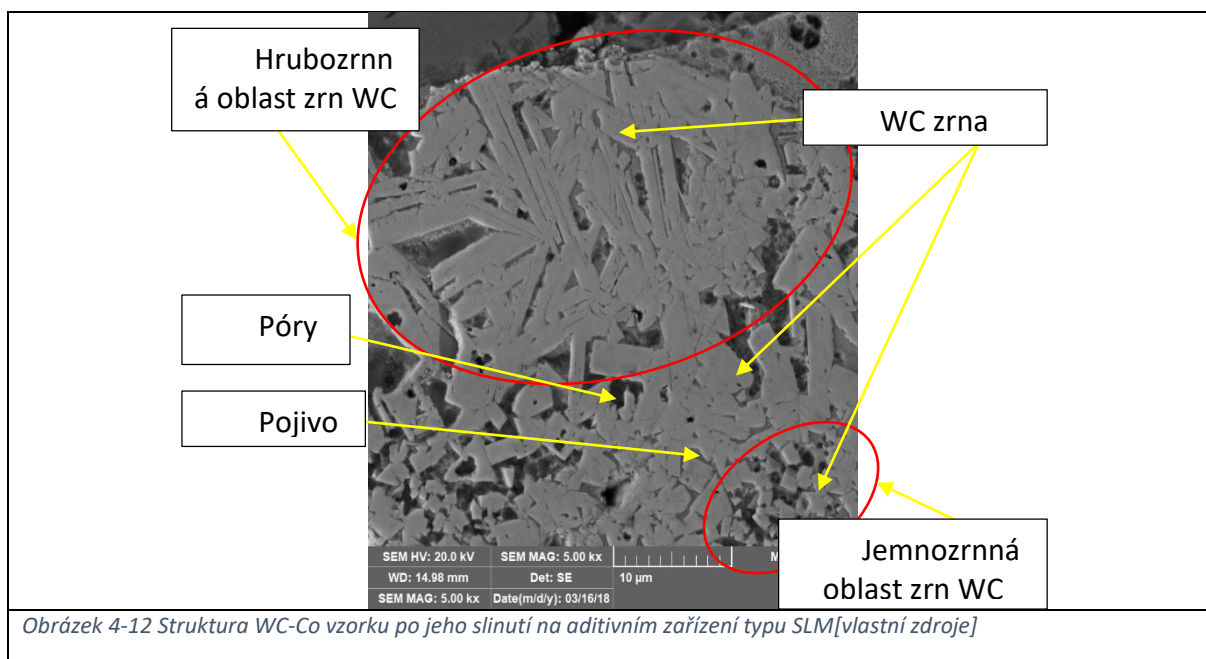 Hrubozrnn
á oblast zrn WC
WC zrna
Póry
Pojivo
Jemnozrnná
oblast zrn WC
SEM HV: 20.0 kV SEM MAG: 5.00 kx M
WD: 14.98 mm Det: SE 10 µm
SEM MAG: 5.00 kx Date(m/d/y): 03/16/18
Obrázek 4-12 Struktura WC-Co vzorku po jeho slinutí na aditivním zařízení typu SLM[vlastní zdroje]